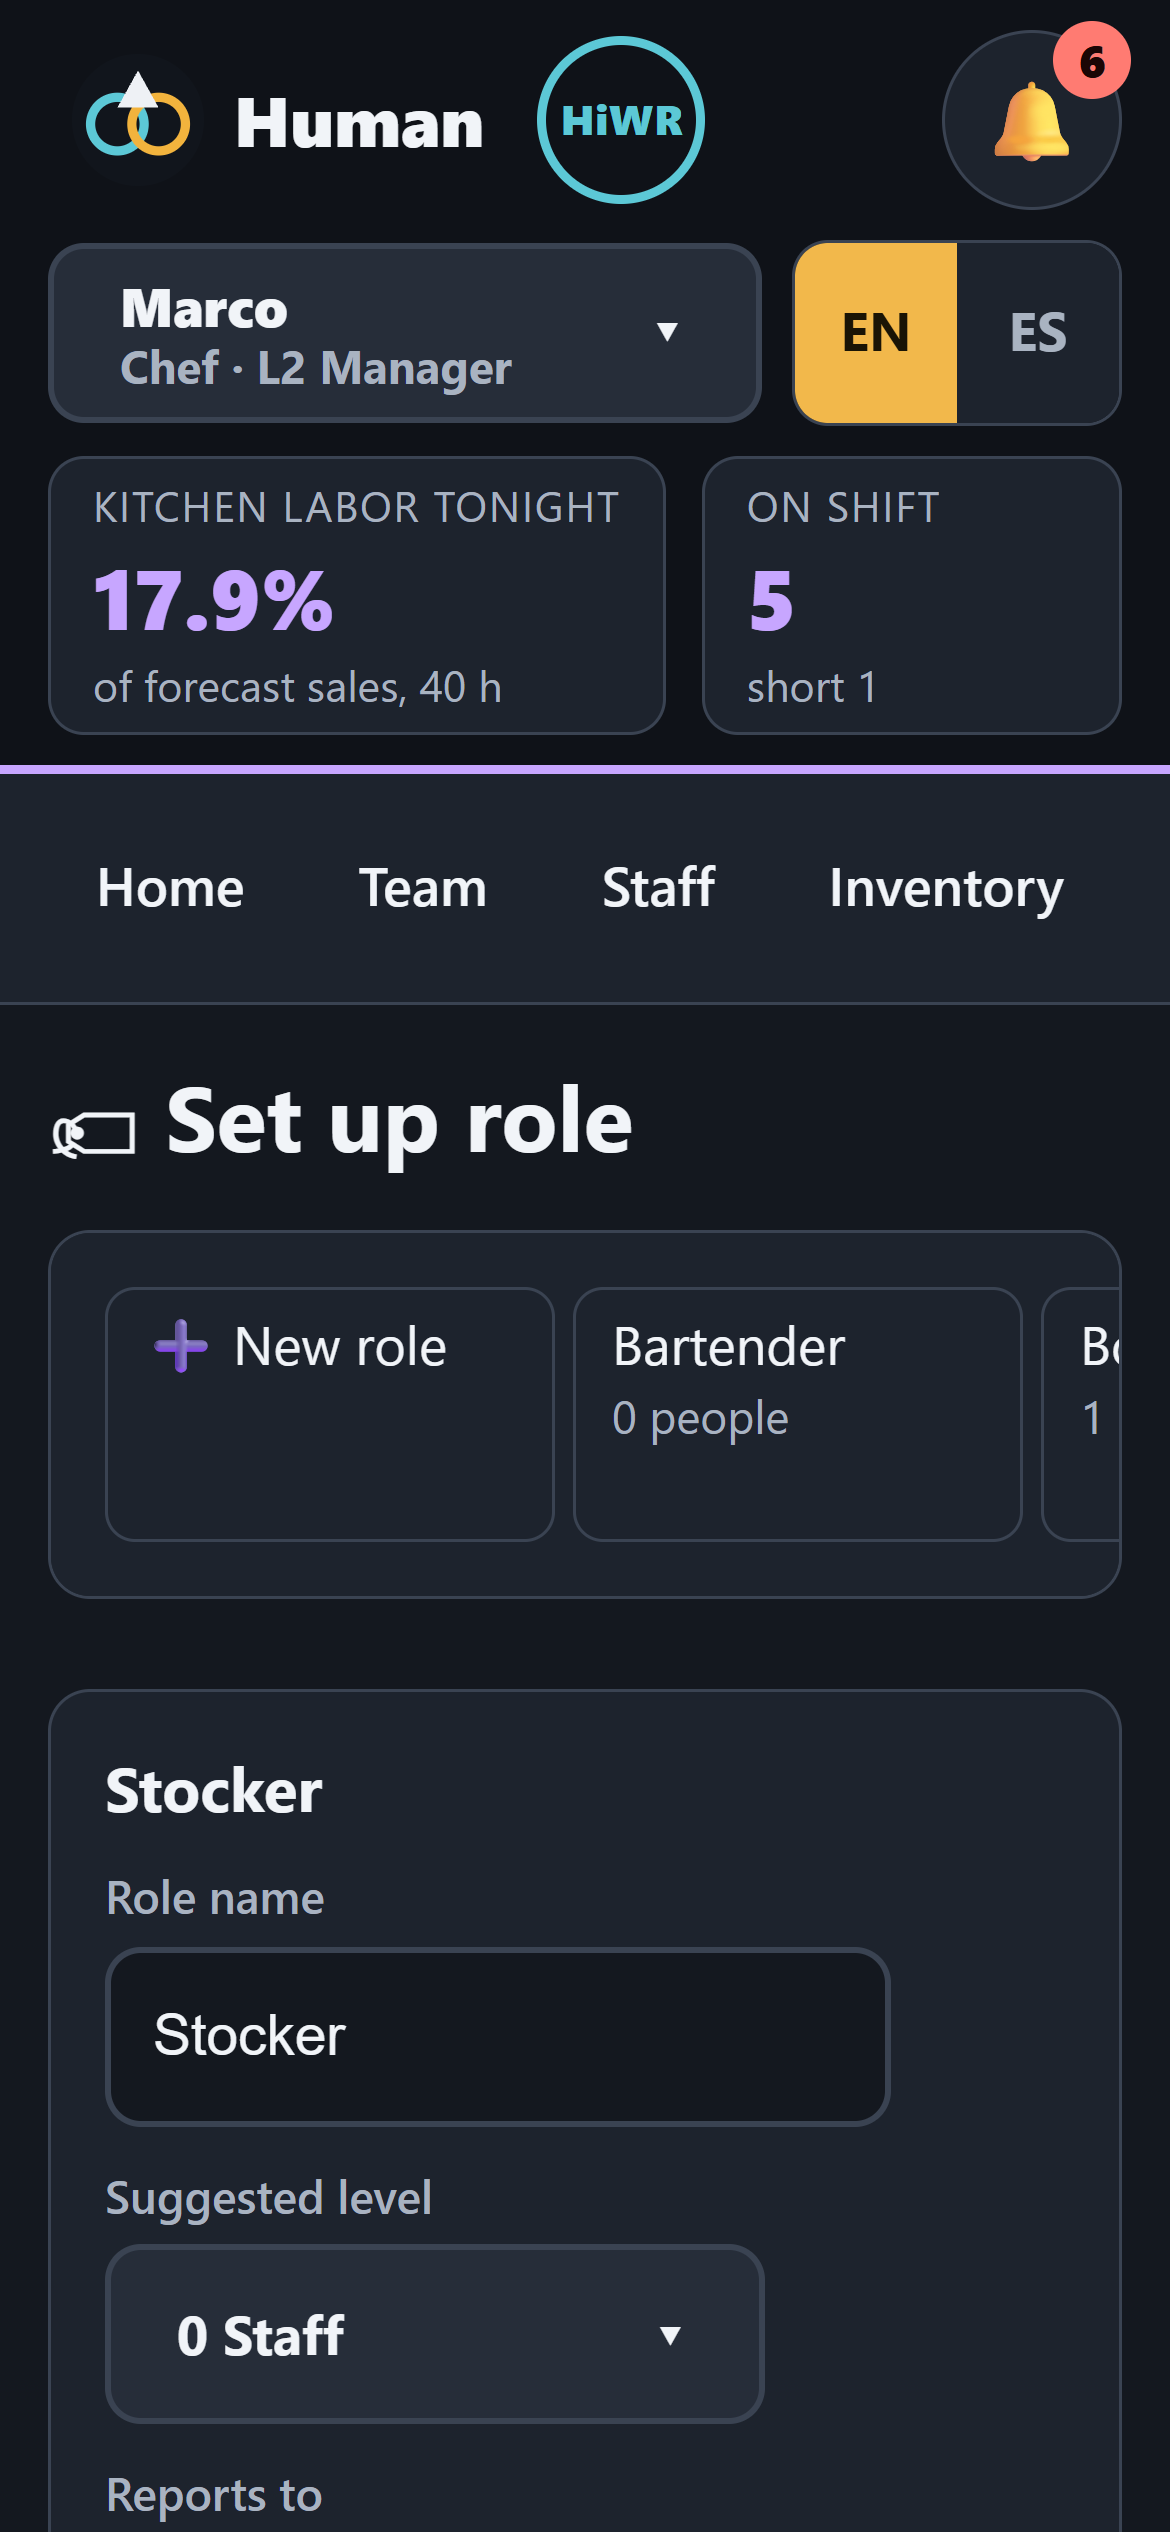 Human
HiWR
6
Marco
Chef · L2 Manager
EN
ES
KITCHEN LABOR TONIGHT
17.9%
of forecast sales, 40 h
ON SHIFT
5
short 1
Home
Team
Staff
Inventory
Set up role
New role
Bartender
0 people
1
Stocker
Role name
Stocker
Suggested level
0 Staff
Reports to